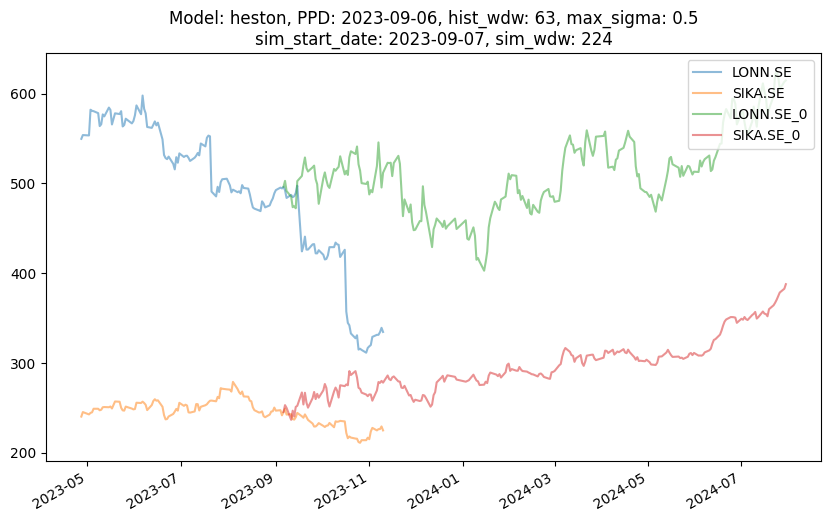 Model: heston, PPD: 2023-09-06, hist_wdw: 63, max_sigma: 0.5
sim_start_date: 2023-09-07, sim_wdw: 224
LONN.SE
SIKA.SE
LONN.SE_0
SIKA.SE_0
600
500
400
300
200
2023-05
2023-07
2023-09
2023-11
2024-01
2024-03
2024-05
2024-07